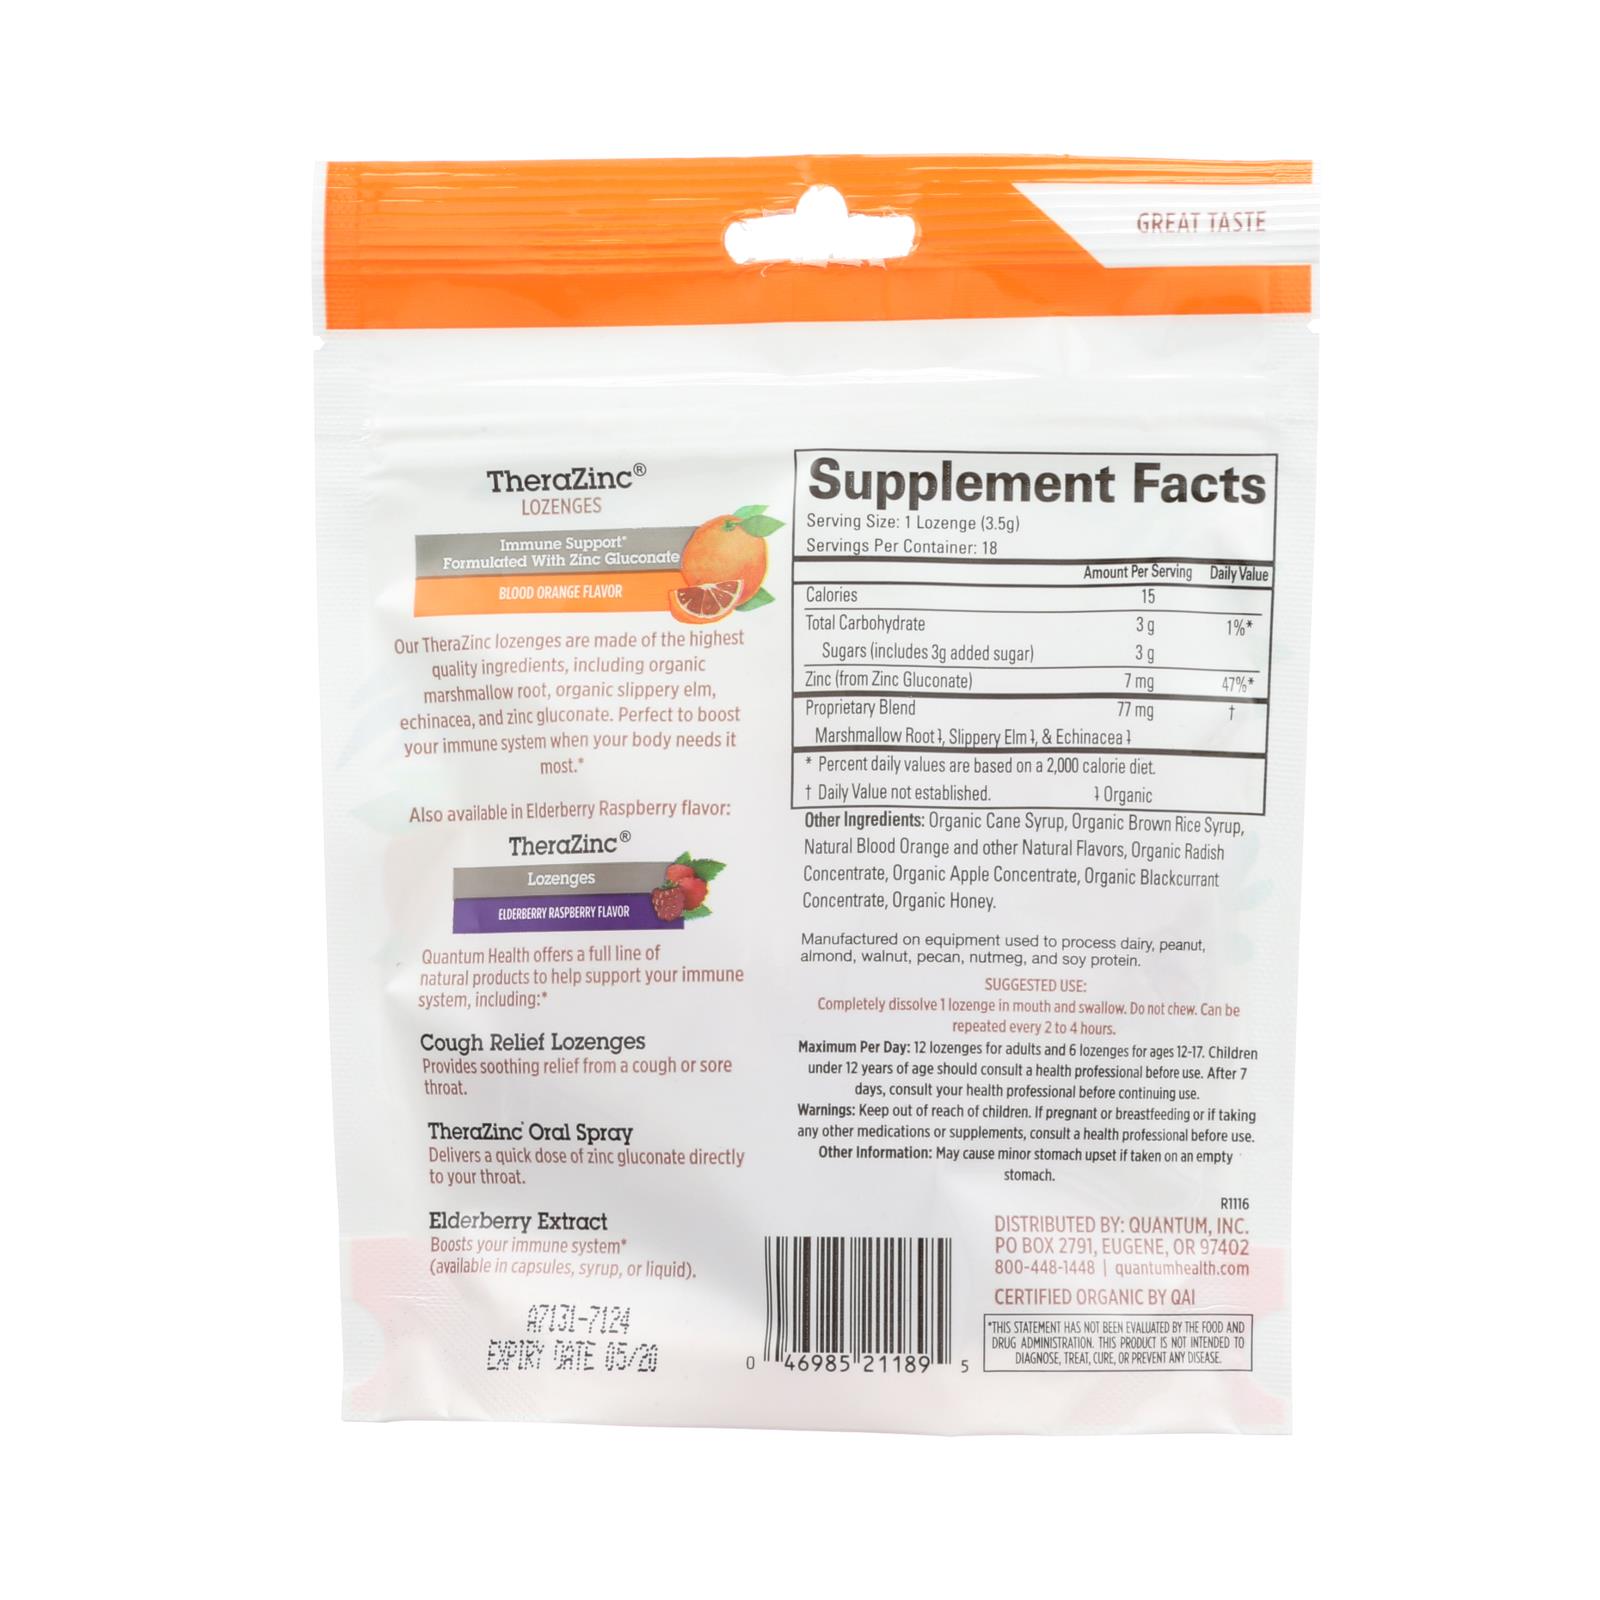 GREAT TASTE
TheraZinc®
LOZENGES
Immune Support*
Formulated With Zinc Gluconate
BLOOD ORANGE FLAVOR
Our TheraZinc lozenges are made of the highest
quality ingredients, including organic
marshmallow root, organic slippery elm,
echinacea, and zinc gluconate. Perfect to boost
your immune system when your body needs it
most.*
Also available in Elderberry Raspberry flavor:
TheraZinc®
Lozenges
ELDERBERRY RASPBERRY FLAVOR
Quantum Health offers a full line of
natural products to help support your immune
system, including:*
Cough Relief Lozenges
Provides soothing relief from a cough or sore
throat.
TheraZinc® Oral Spray
Delivers a quick dose of zinc gluconate directly
to your throat.
Elderberry Extract
Boosts your immune system*
(available in capsules, syrup, or liquid).
A7131-7124
EXPIRY DATE 05/20
Supplement Facts
Serving Size: 1 Lozenge (3.5g)
Servings Per Container: 18
Amount Per Serving Daily Value
Calories 15
Total Carbohydrate 3 g 1%*
Sugars (includes 3g added sugar) 3 g
Zinc (from Zinc Gluconate) 7 mg 47%*
Proprietary Blend 77 mg †
Marshmallow Root⸸, Slippery Elm⸸, & Echinacea⸸
* Percent daily values are based on a 2,000 calorie diet.
† Daily Value not established. ⸸ Organic
Other Ingredients: Organic Cane Syrup, Organic Brown Rice Syrup,
Natural Blood Orange and other Natural Flavors, Organic Radish
Concentrate, Organic Apple Concentrate, Organic Blackcurrant
Concentrate, Organic Honey.
Manufactured on equipment used to process dairy, peanut,
almond, walnut, pecan, nutmeg, and soy protein.
SUGGESTED USE:
Completely dissolve 1 lozenge in mouth and swallow. Do not chew. Can be
repeated every 2 to 4 hours.
Maximum Per Day: 12 lozenges for adults and 6 lozenges for ages 12-17. Children
under 12 years of age should consult a health professional before use. After 7
days, consult your health professional before continuing use.
Warnings: Keep out of reach of children. If pregnant or breastfeeding or if taking
any other medications or supplements, consult a health professional before use.
Other Information: May cause minor stomach upset if taken on an empty
stomach.
R1116
DISTRIBUTED BY: QUANTUM, INC.
PO BOX 2791, EUGENE, OR 97402
800-448-1448 | quantumhealth.com
CERTIFIED ORGANIC BY QAI
*THIS STATEMENT HAS NOT BEEN EVALUATED BY THE FOOD AND
DRUG ADMINISTRATION. THIS PRODUCT IS NOT INTENDED TO
DIAGNOSE, TREAT, CURE, OR PREVENT ANY DISEASE.
0 46985 21189 5